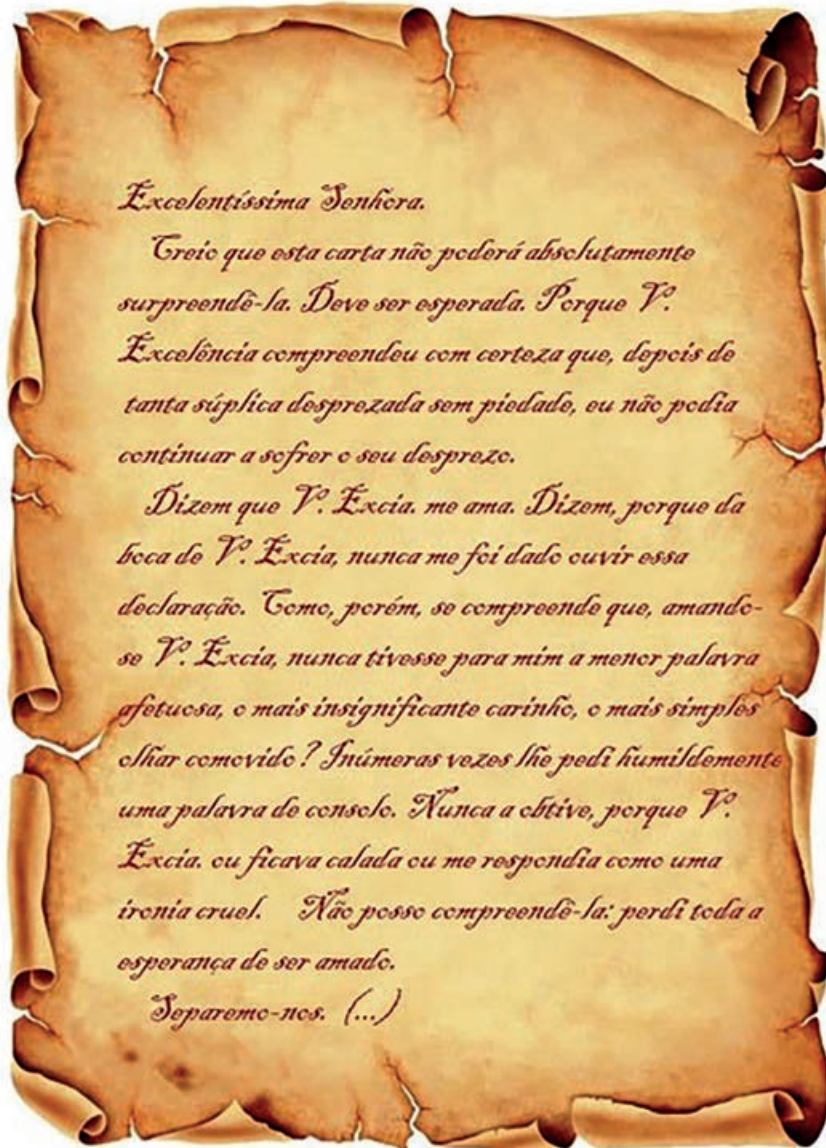 Excelentíssima Senhora.
Creio que esta carta não poderá absolutamente
surpreendê-la. Deve ser esperada. Porque V.
Excelência compreendeu com certeza que, depois de
tanta súplica desprezada sem piedade, eu não podia
continuar a sofrer o seu desprezo.
Dizem que V. Excia. me ama. Dizem, porque da
boca de V. Excia, nunca me foi dado ouvir essa
declaração. Como, porém, se compreende que, amando-
se V. Excia, nunca tivesse para mim a menor palavra
afetuosa, o mais insignificante carinho, o mais simples
olhar comovido? Inúmeras vezes lhe pedi humildemente
uma palavra de consolo. Nunca a obtive, porque V.
Excia. ou ficava calada ou me respondia como uma
ironia cruel. Não posso compreendê-la: perdi toda a
esperança de ser amado.
Separemo-nos. (...)